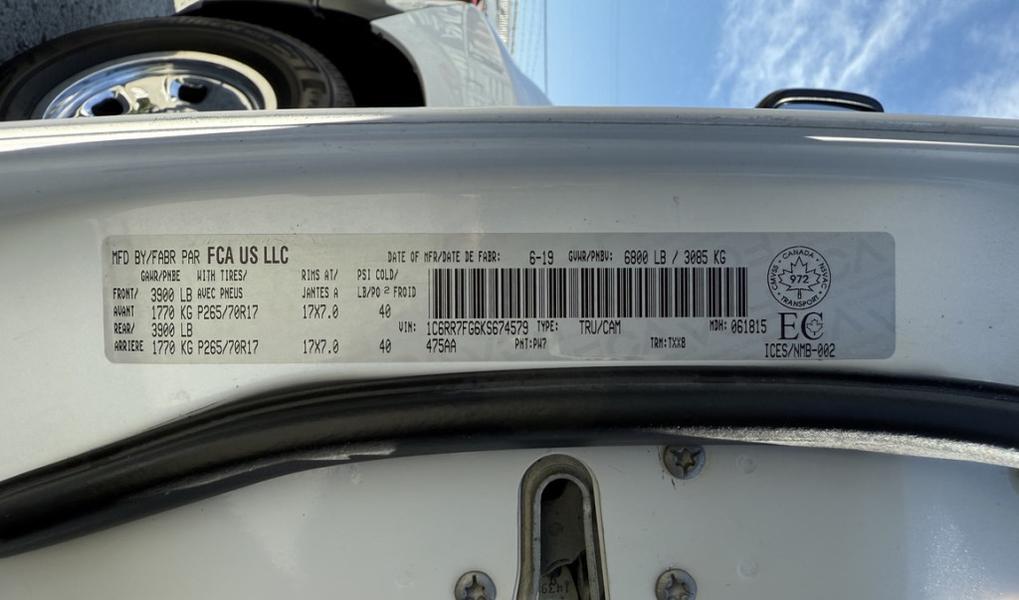 MFD BY/FABR PAR FCA US LLC
DATE OF MFR/DATE DE FABR: 6-19 GVWR/PNBV: 6800 LB / 3085 KG
GAWR/PNBE WITH TIRES/ RIMS AT/ PSI COLD/
FRONT/ 3900 LB AVEC PNEUS JANTES A LB/PO² FROID
AVANT 1770 KG P265/70R17 17X7.0 40
REAR/ 3900 LB
ARRIERE 1770 KG P265/70R17 17X7.0 40
VIN: 1C6RR7FG6KS674579 TYPE: TRU/CAM MDH: 061815
475AA PNT:PW7 TRM:TXX8
CANADA
CMVSS NSVAC
972
TRANSPORT
EC
ICES/NMB-002